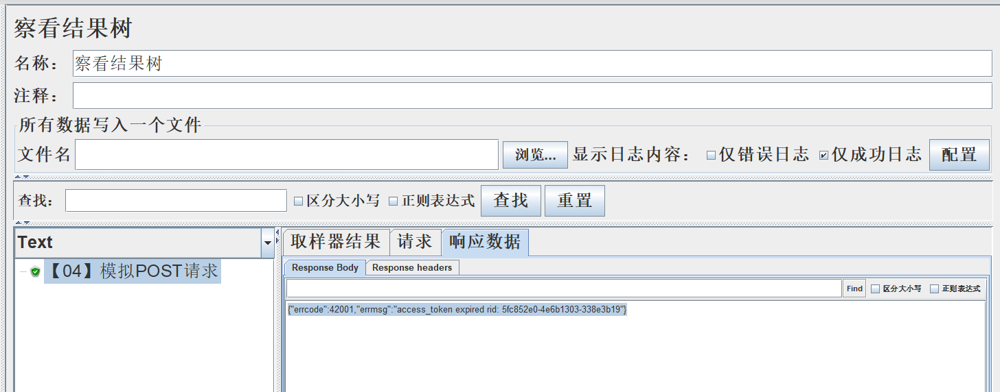 察看结果树
名称： 察看结果树
注释：
所有数据写入一个文件
文件名 浏览... 显示日志内容： 仅错误日志 仅成功日志 配置
查找： 区分大小写 正则表达式 查找 重置
Text 取样器结果 请求 响应数据
【04】模拟POST请求 Response Body Response headers
Find 区分大小写 正则表达式
{"errcode":42001,"errmsg":"access_token expired rid: 5fc852e0-4e6b1303-338e3b19"}